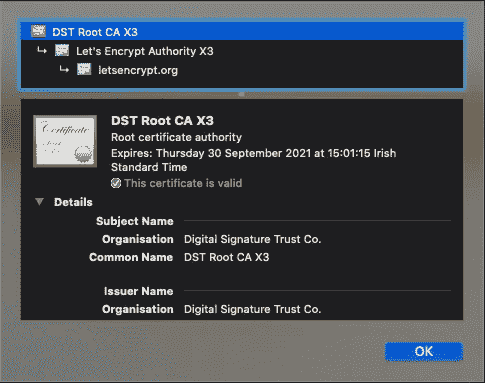 DST Root CA X3
Let's Encrypt Authority X3
letsencrypt.org
DST Root CA X3
Root certificate authority
Expires: Thursday 30 September 2021 at 15:01:15 Irish
Standard Time
This certificate is valid
Details
Subject Name
Organisation Digital Signature Trust Co.
Common Name DST Root CA X3
Issuer Name
Organisation Digital Signature Trust Co.
OK